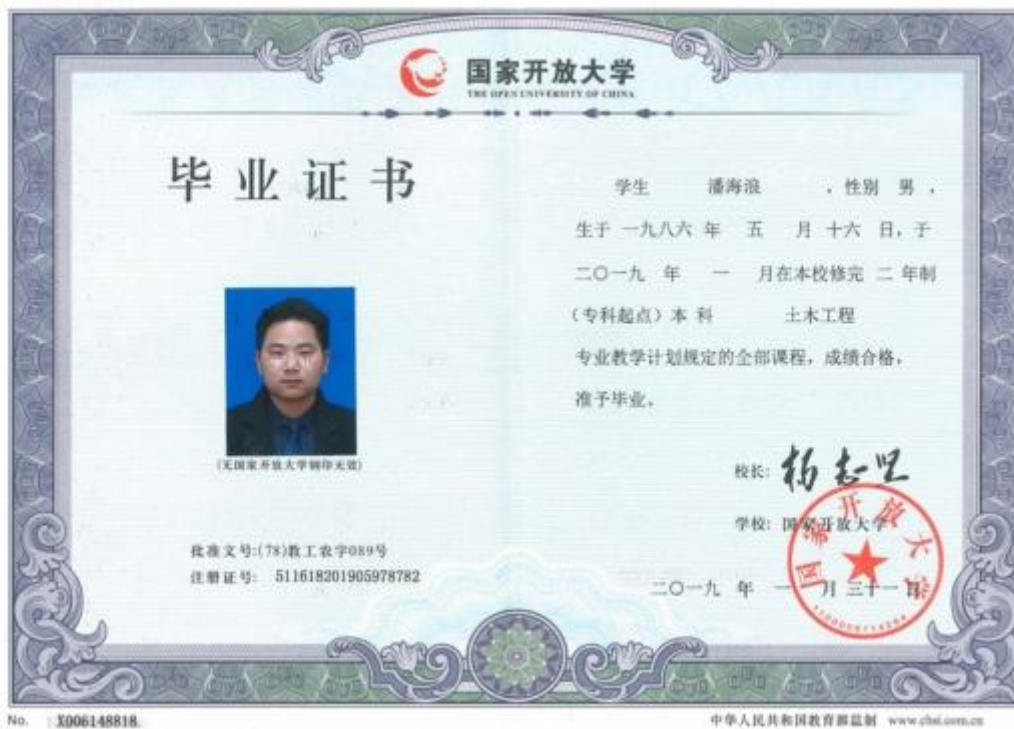 国家开放大学
THE OPEN UNIVERSITY OF CHINA
毕业证书
(无国家开放大学钢印无效)
批准文号:(78)教工农字089号
注册证号: 511618201905978782
学生 潘海浪 ，性别 男 ，
生于 一九八六 年 五 月 十六 日，于
二〇一九 年 一 月在本校修完 二 年制
（专科起点）本 科 土木工程
专业教学计划规定的全部课程，成绩合格，
准予毕业。
校长:
学校: 国家开放大学
二〇一九 年 一 月 三十一 日
国家开放大学
No. X006148818
中华人民共和国教育部监制 www.chsi.com.cn